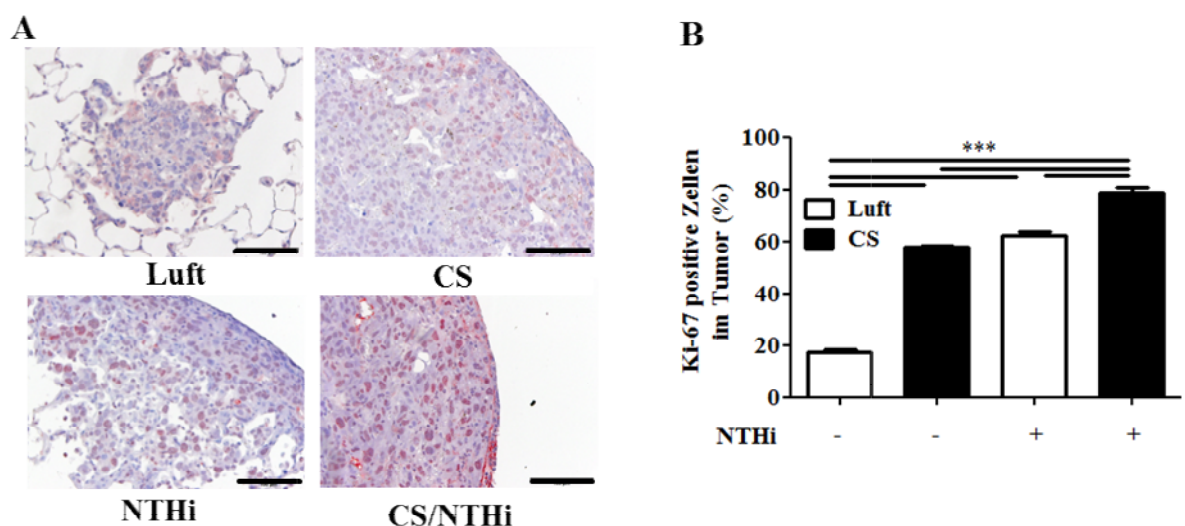 A
Luft
CS
NTHi
CS/NTHi
B
Ki-67 positive Zellen
im Tumor (%)
100
80
60
40
20
0
***
Luft
CS
NTHi - - + +